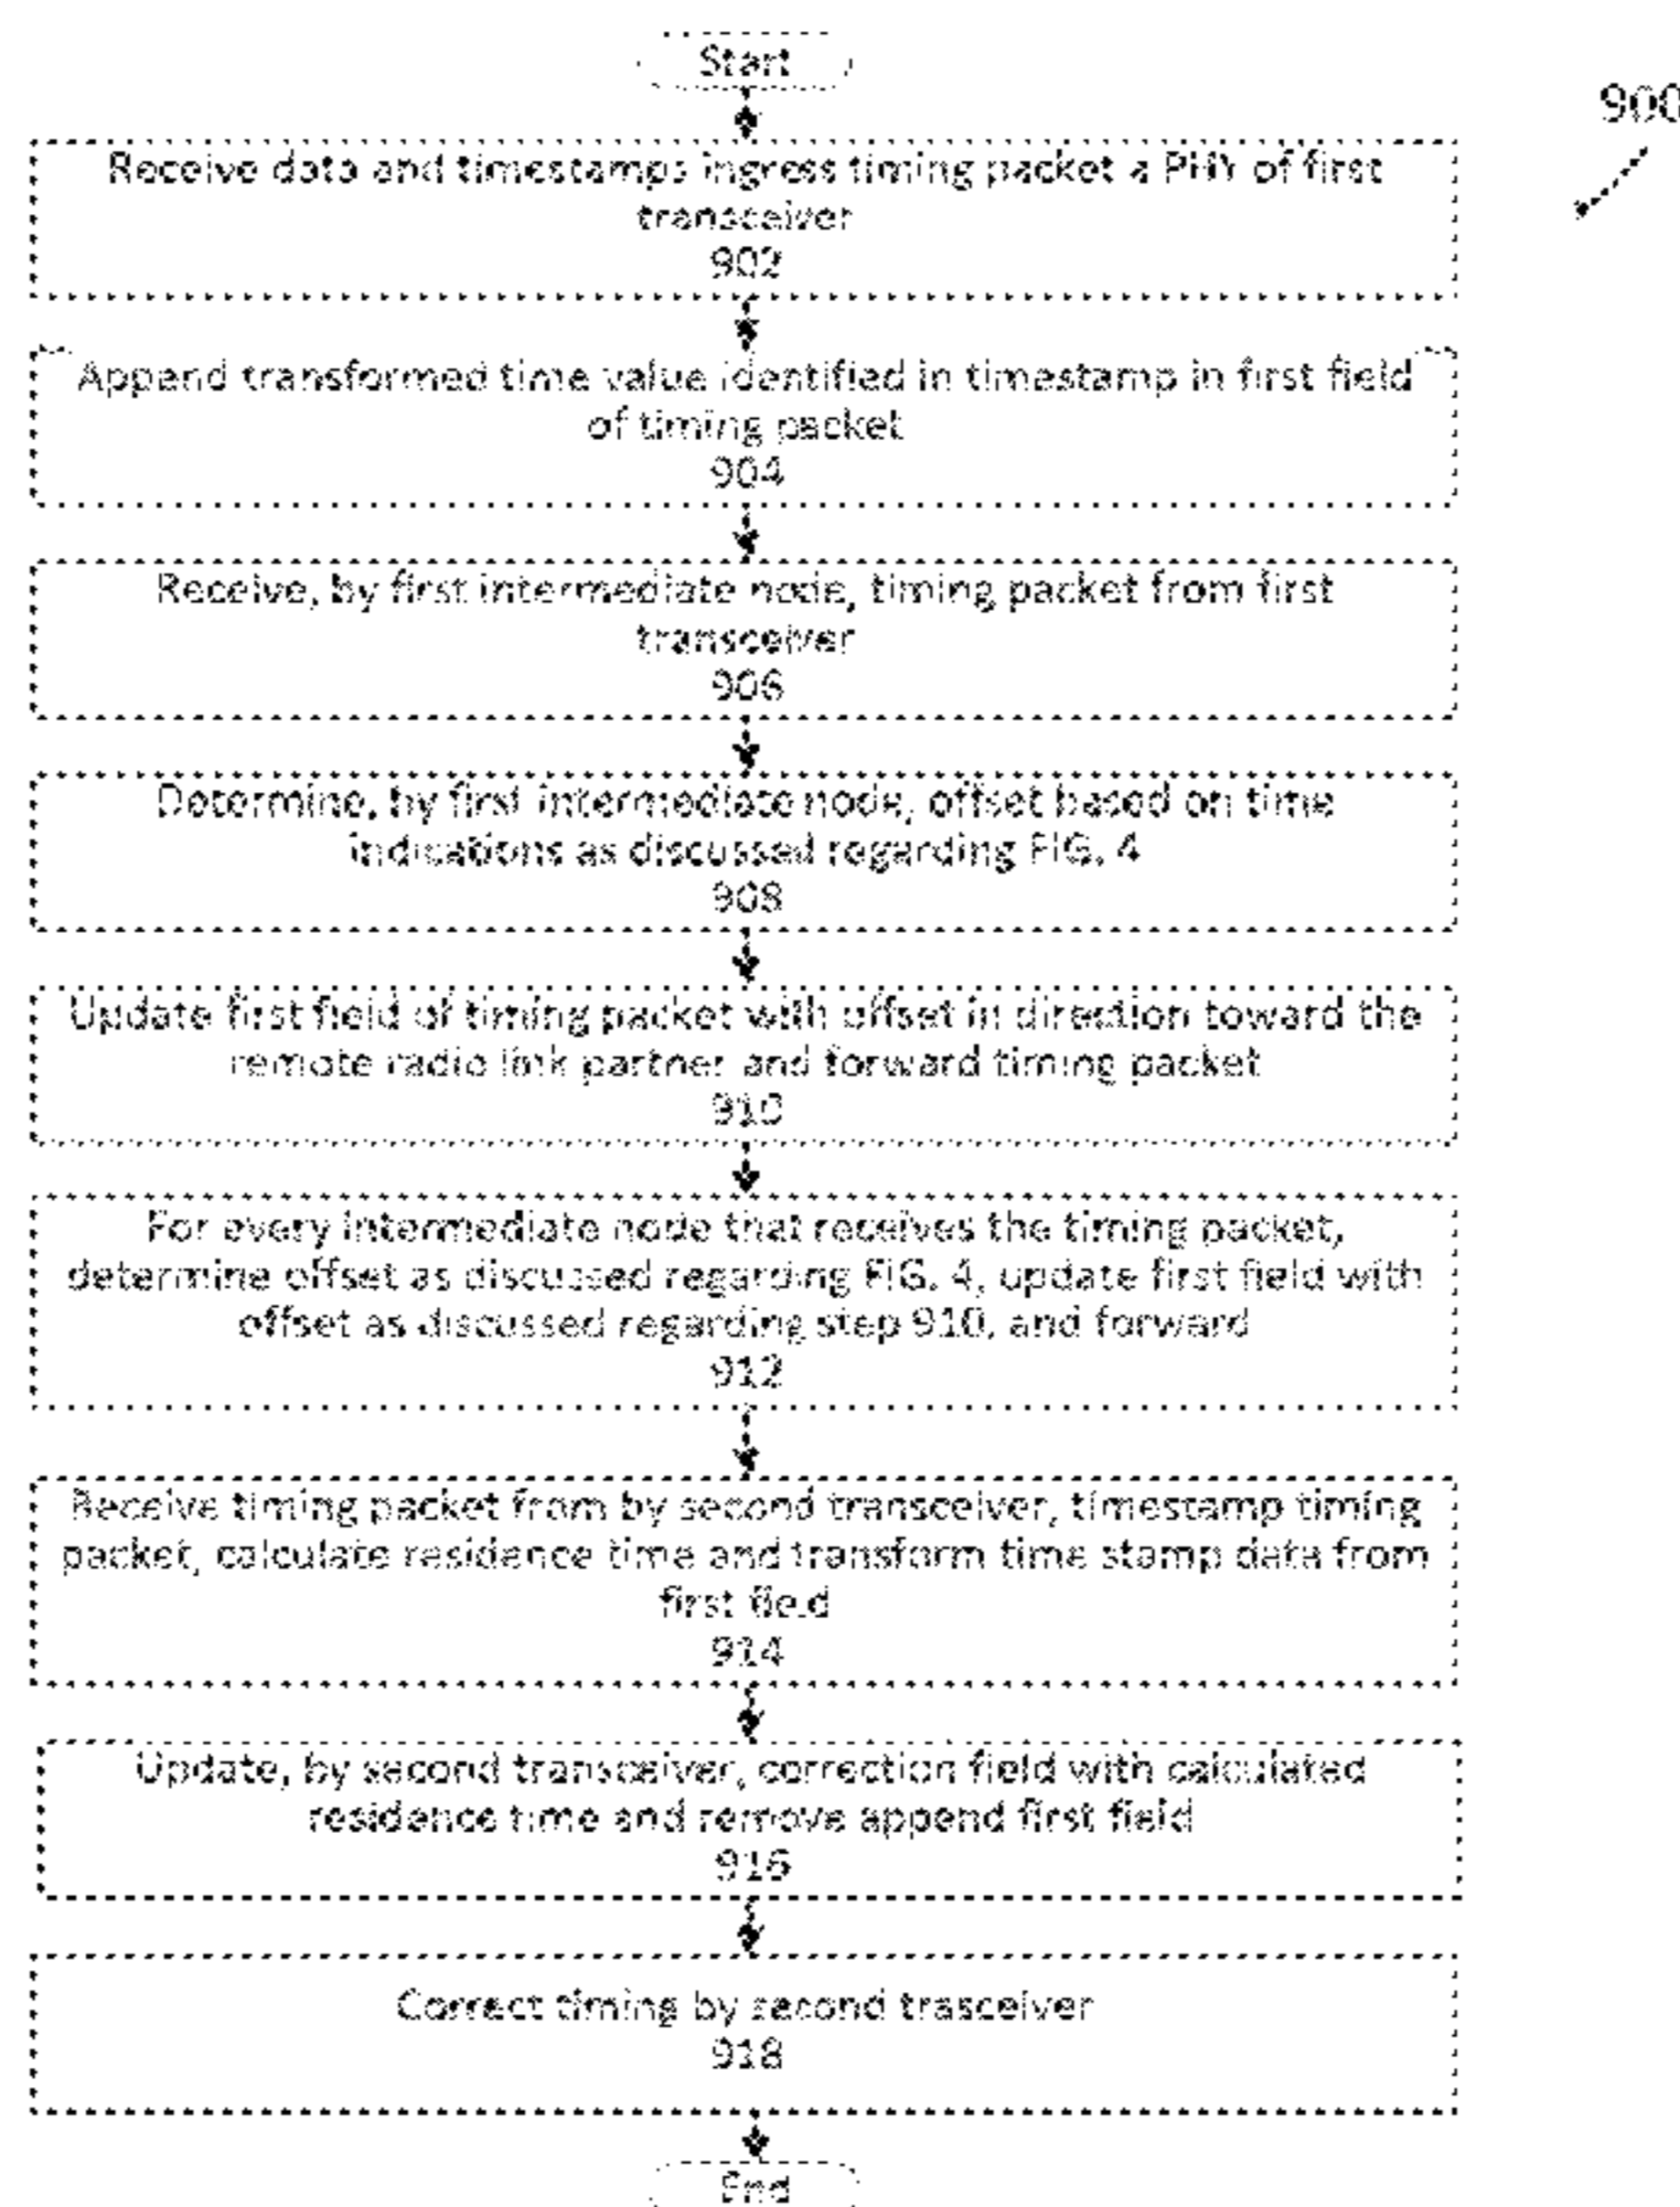 Start
900
Receive data and timestamps ingress timing packet a PHY of first
transceiver
902
Append transformed time value identified in timestamp in first field
of timing packet
904
Receive, by first intermediate node, timing packet from first
transceiver
906
Determine, by first intermediate node, offset based on time
indications as discussed regarding FIG. 4
908
Update first field of timing packet with offset in direction toward the
remote radio link partner and forward timing packet
910
For every intermediate node that receives the timing packet,
determine offset as discussed regarding FIG. 4, update first field with
offset as discussed regarding step 910, and forward
912
Receive timing packet from by second transceiver, timestamp timing
packet, calculate residence time and transform time stamp data from
first field
914
Update, by second transceiver, correction field with calculated
residence time and remove append first field
916
Correct timing by second trasceiver
918
End